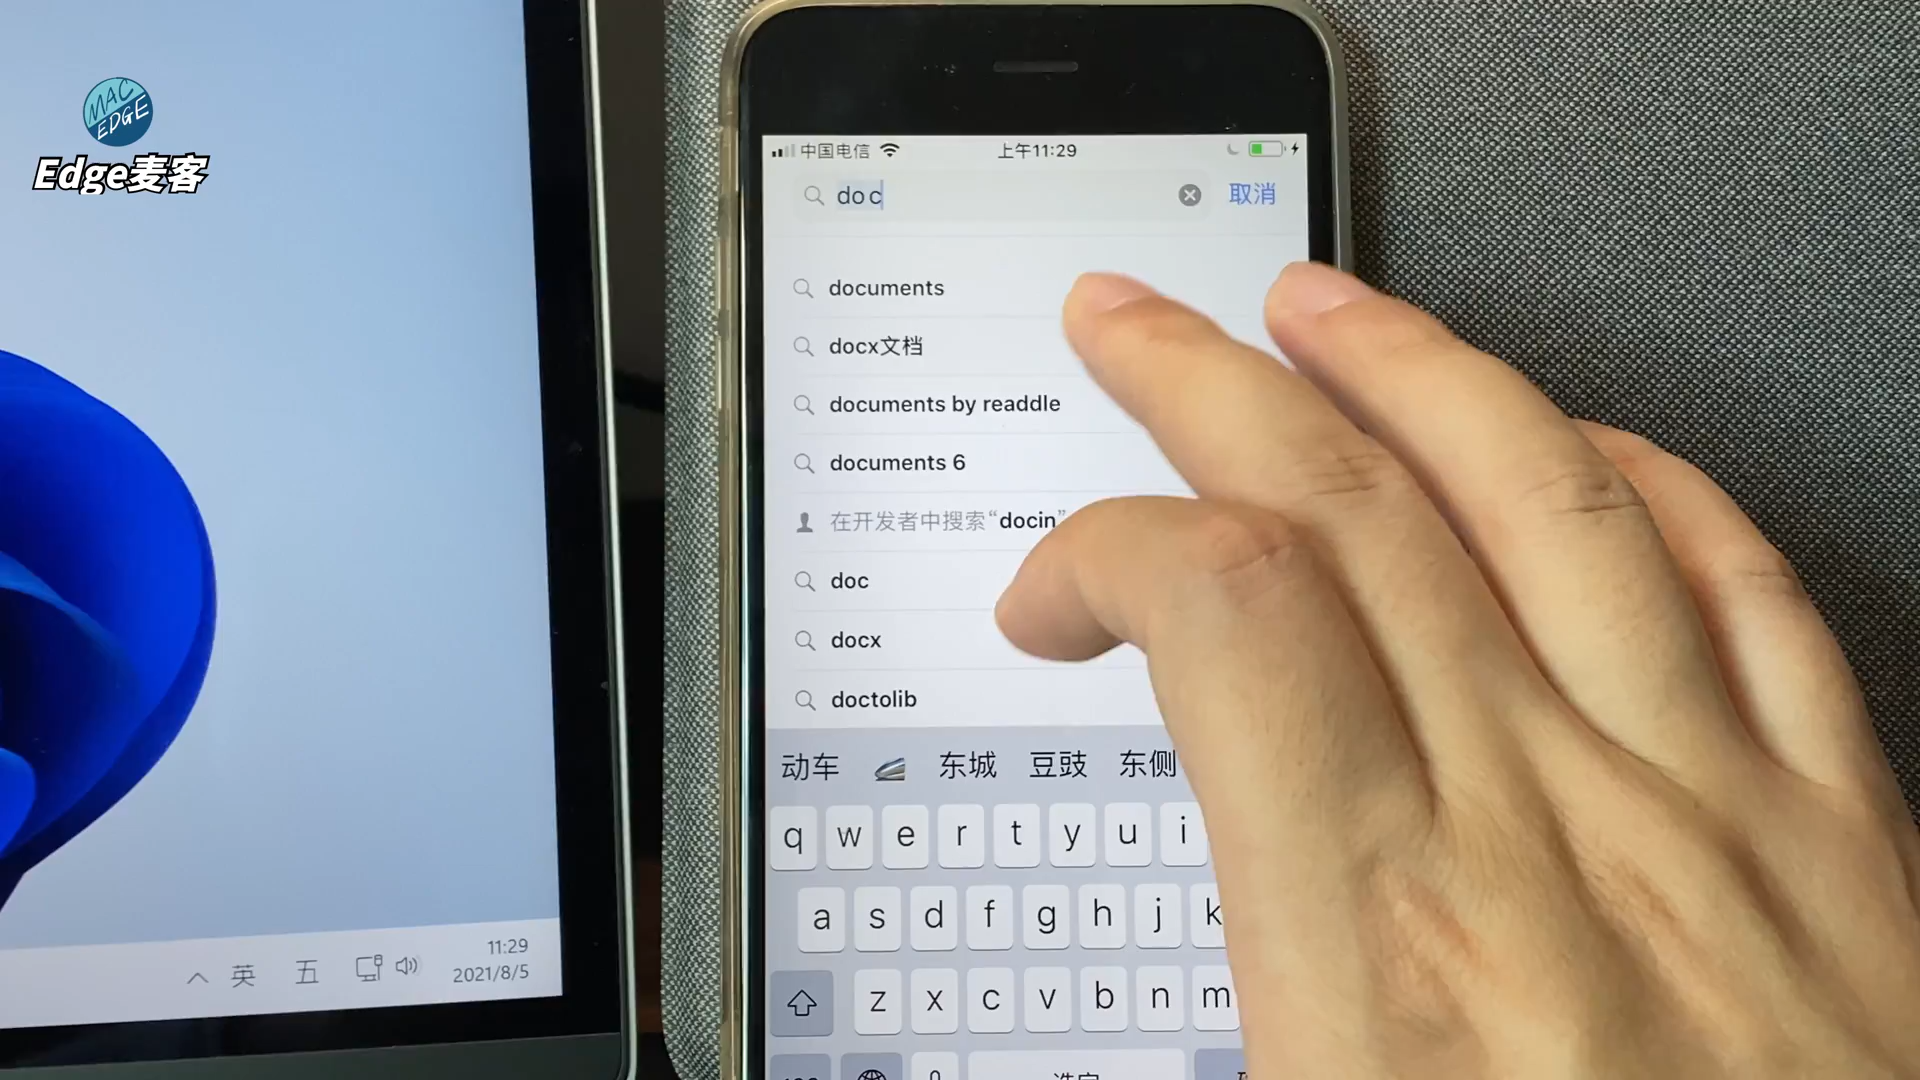 MAC
EDGE
Edge麦客
中国电信
上午11:29
do c
取消
documents
docx文档
documents by readdle
documents 6
在开发者中搜索“docin”
doc
docx
doctolib
动车 东城 豆豉 东侧
q w e r t y u i
a s d f g h j k
z x c v b n m
英 五 11:29
2021/8/5